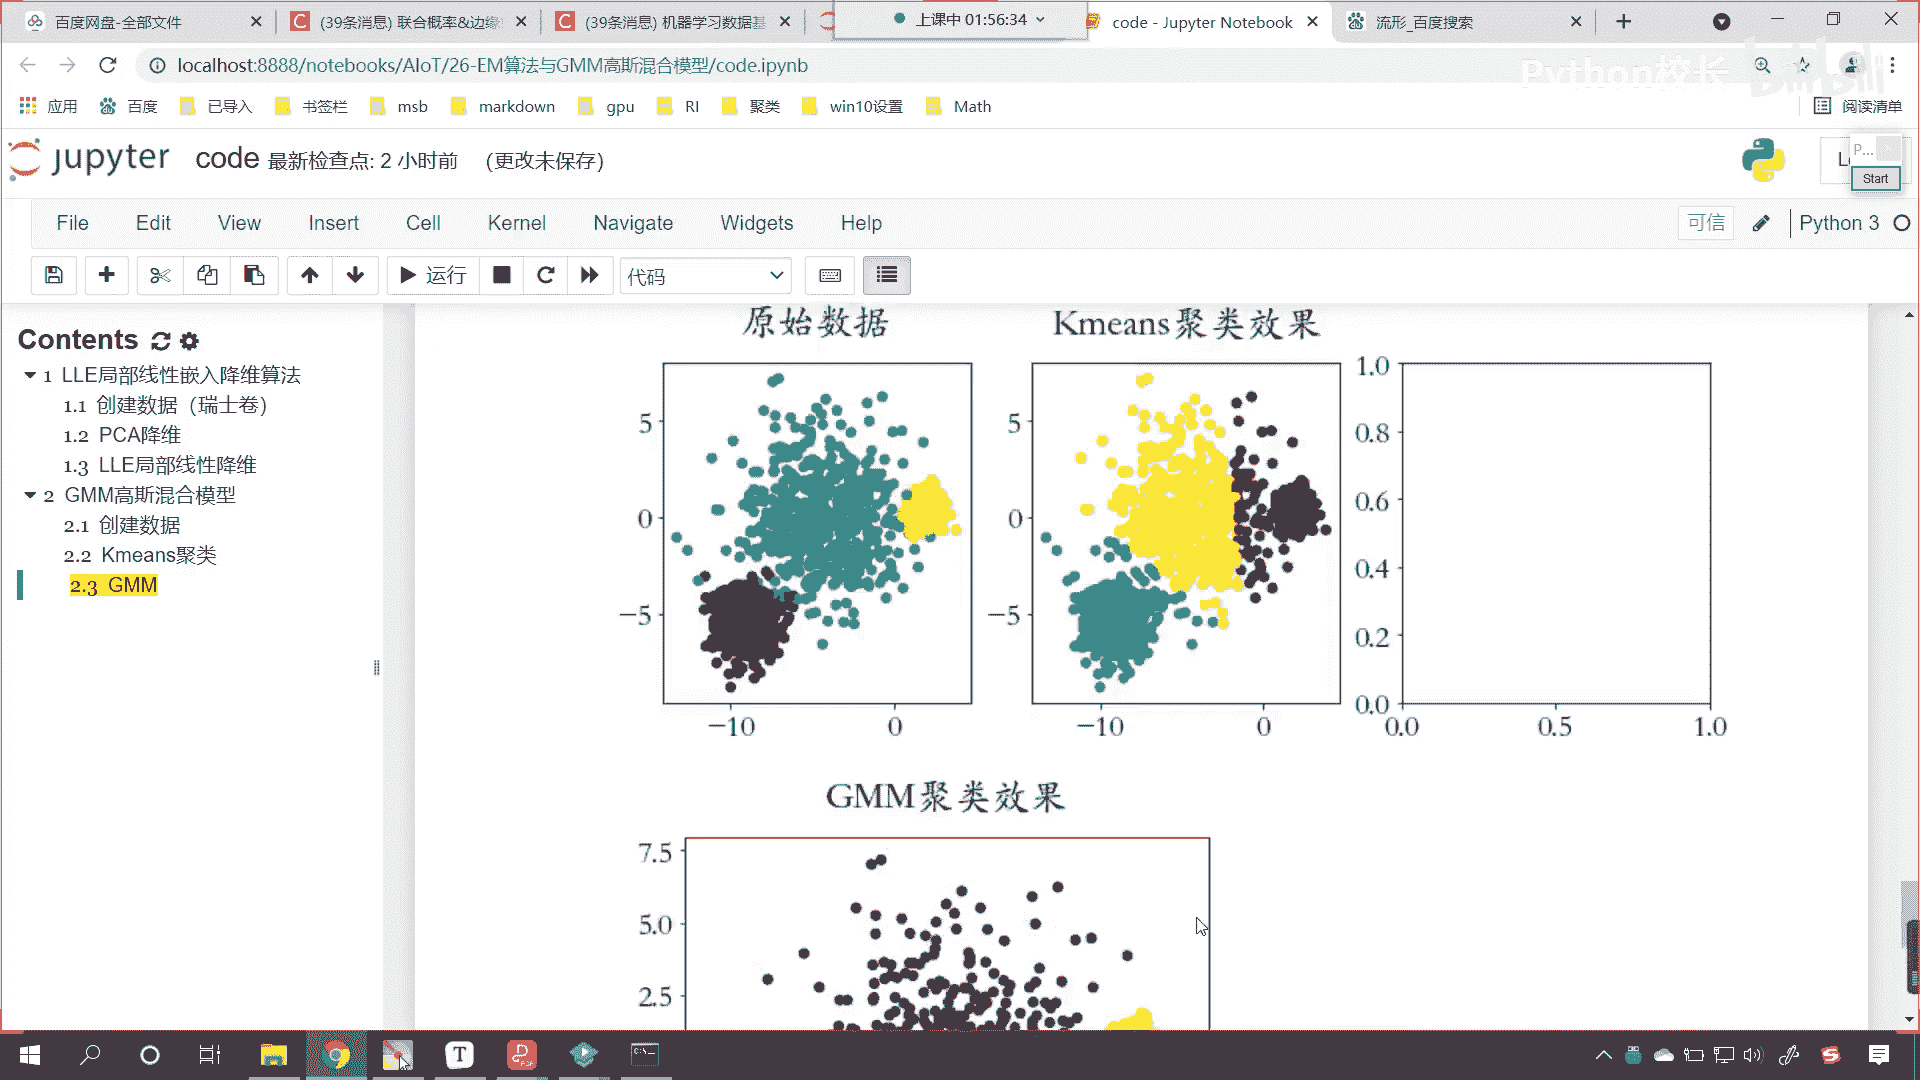 百度网盘-全部文件
(39条消息) 联合概率&边缘
(39条消息) 机器学习数据基
上课中 01:56:34
code - Jupyter Notebook
流形_百度搜索
localhost:8888/notebooks/AIoT/26-EM算法与GMM高斯混合模型/code.ipynb
Python校长
bilibili
应用
百度
已导入
书签栏
msb
markdown
gpu
RI
聚类
win10设置
Math
阅读清单
jupyter
code 最新检查点: 2 小时前 (更改未保存)
P...
Start
File
Edit
View
Insert
Cell
Kernel
Navigate
Widgets
Help
可信
Python 3
运行
代码
Contents
1 LLE局部线性嵌入降维算法
1.1 创建数据（瑞士卷）
1.2 PCA降维
1.3 LLE局部线性降维
2 GMM高斯混合模型
2.1 创建数据
2.2 Kmeans聚类
2.3 GMM
原始数据
5
0
−5
−10
0
Kmeans聚类效果
5
0
−5
−10
0
1.0
0.8
0.6
0.4
0.2
0.0
0.0
0.5
1.0
GMM聚类效果
7.5
5.0
2.5